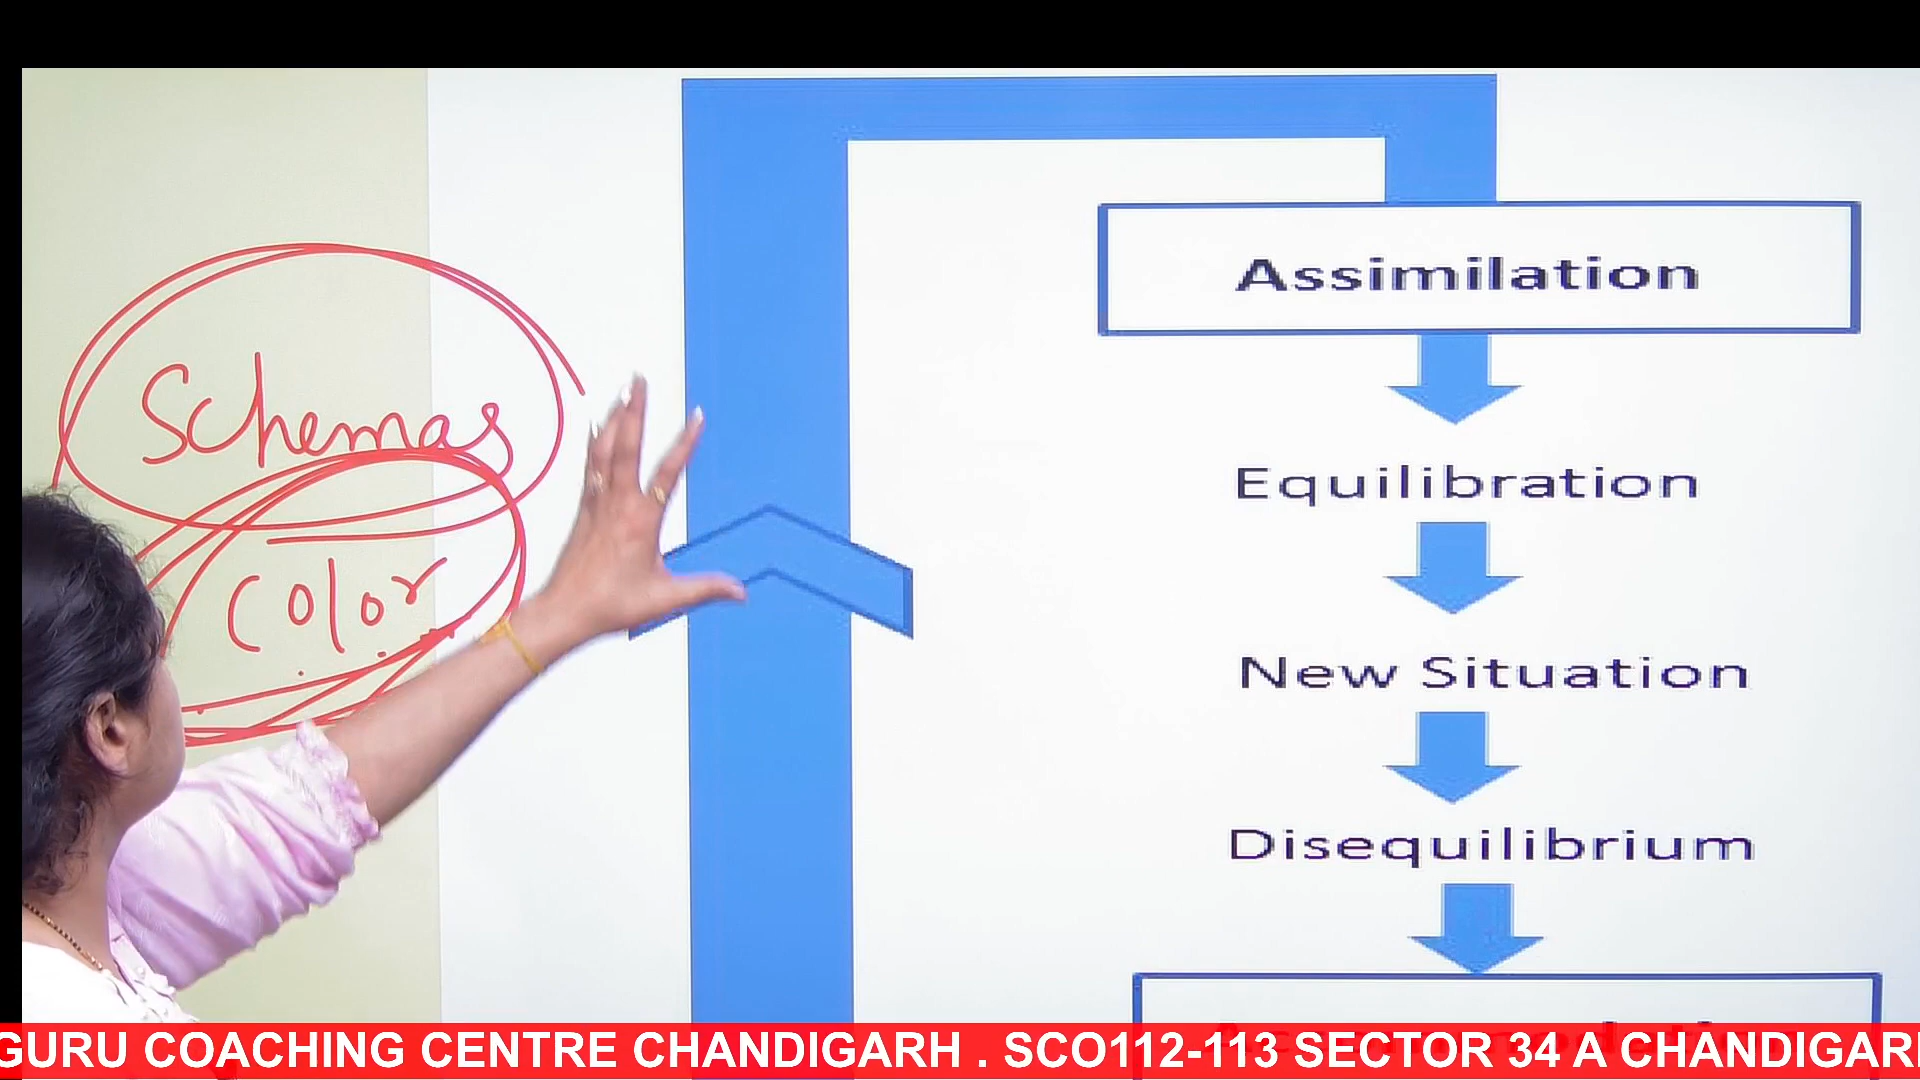 Assimilation
Schemas
Equilibration
Color
New Situation
Disequilibrium
GURU COACHING CENTRE CHANDIGARH . SCO112-113 SECTOR 34 A CHANDIGAR